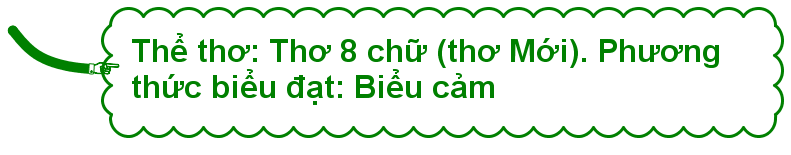 Thể thơ: Thơ 8 chữ (thơ Mới). Phương
thức biểu đạt: Biểu cảm